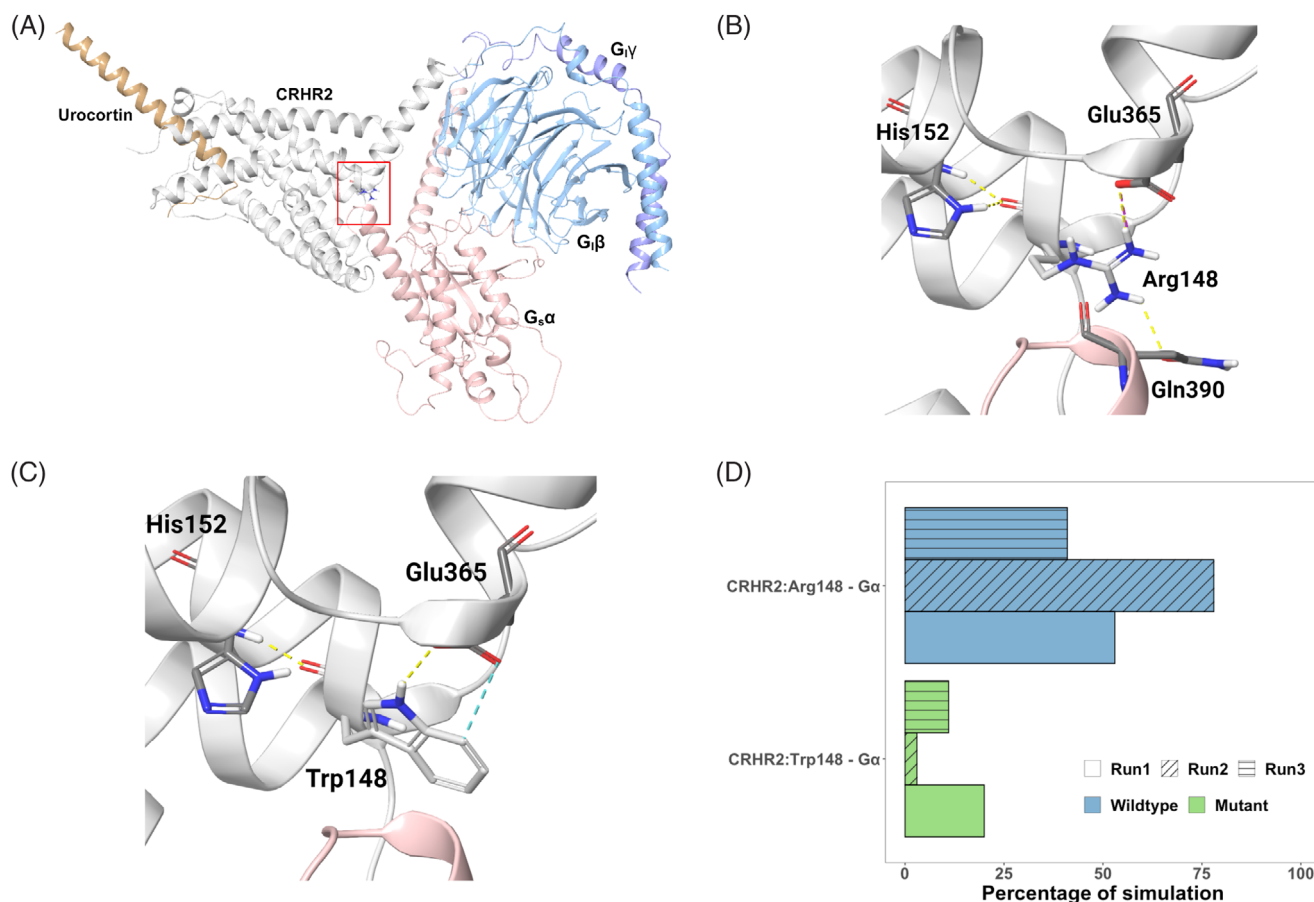 (A)
Urocortin
CRHR2
GᵢΥ
Gᵢβ
Gₛα
(B)
His152
Glu365
Arg148
Gln390
(C)
His152
Glu365
Trp148
(D)
CRHR2:Arg148 - Gα
CRHR2:Trp148 - Gα
Run1 Run2 Run3
Wildtype Mutant
0 25 50 75 100
Percentage of simulation